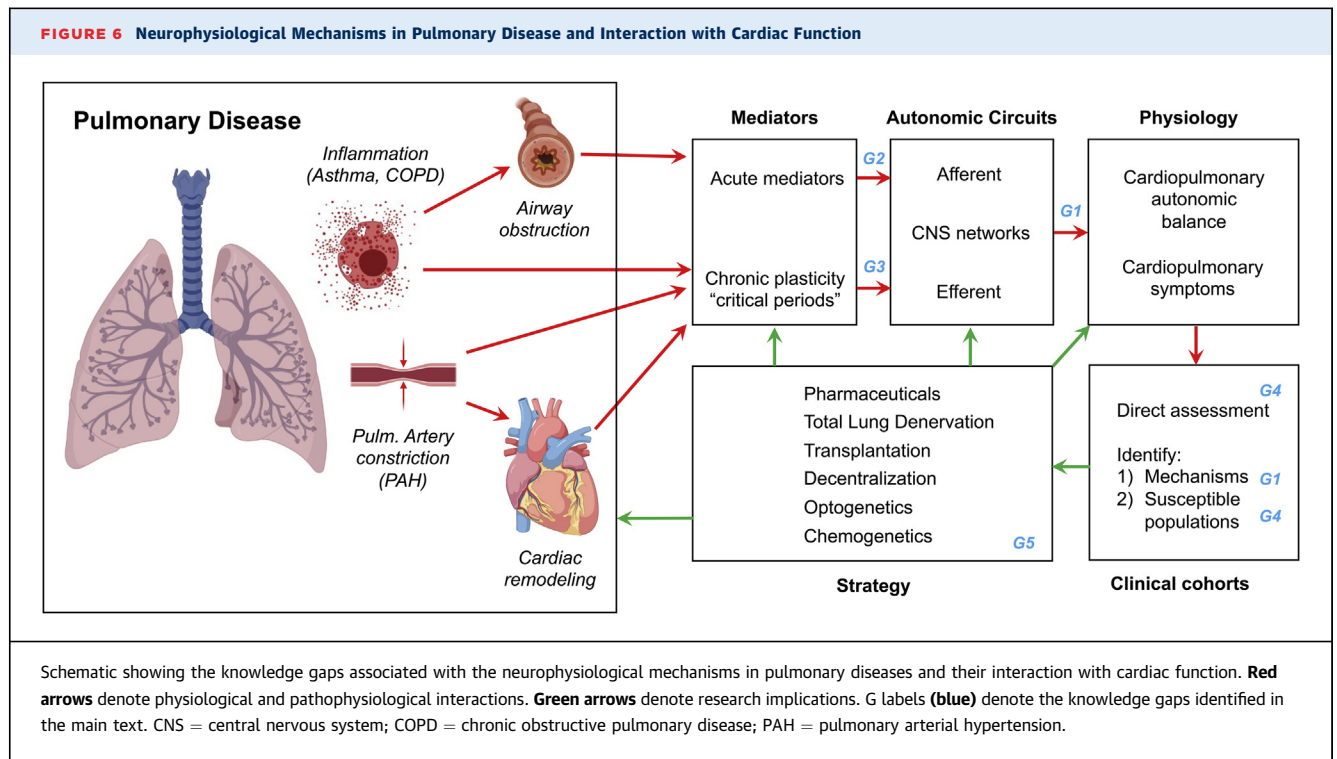 FIGURE 6 Neurophysiological Mechanisms in Pulmonary Disease and Interaction with Cardiac Function
Pulmonary Disease
Inflammation
(Asthma, COPD)
Airway
obstruction
Pulm. Artery
constriction
(PAH)
Cardiac
remodeling
Mediators
Acute mediators
Chronic plasticity
“critical periods”
G2
G3
Autonomic Circuits
Afferent
CNS networks
Efferent
G1
Physiology
Cardiopulmonary
autonomic
balance
Cardiopulmonary
symptoms
Pharmaceuticals
Total Lung Denervation
Transplantation
Decentralization
Optogenetics
Chemogenetics
G5
Strategy
G4
Direct assessment
Identify:
1) Mechanisms G1
2) Susceptible
populations G4
Clinical cohorts
Schematic showing the knowledge gaps associated with the neurophysiological mechanisms in pulmonary diseases and their interaction with cardiac function. Red
arrows denote physiological and pathophysiological interactions. Green arrows denote research implications. G labels (blue) denote the knowledge gaps identified in
the main text. CNS = central nervous system; COPD = chronic obstructive pulmonary disease; PAH = pulmonary arterial hypertension.